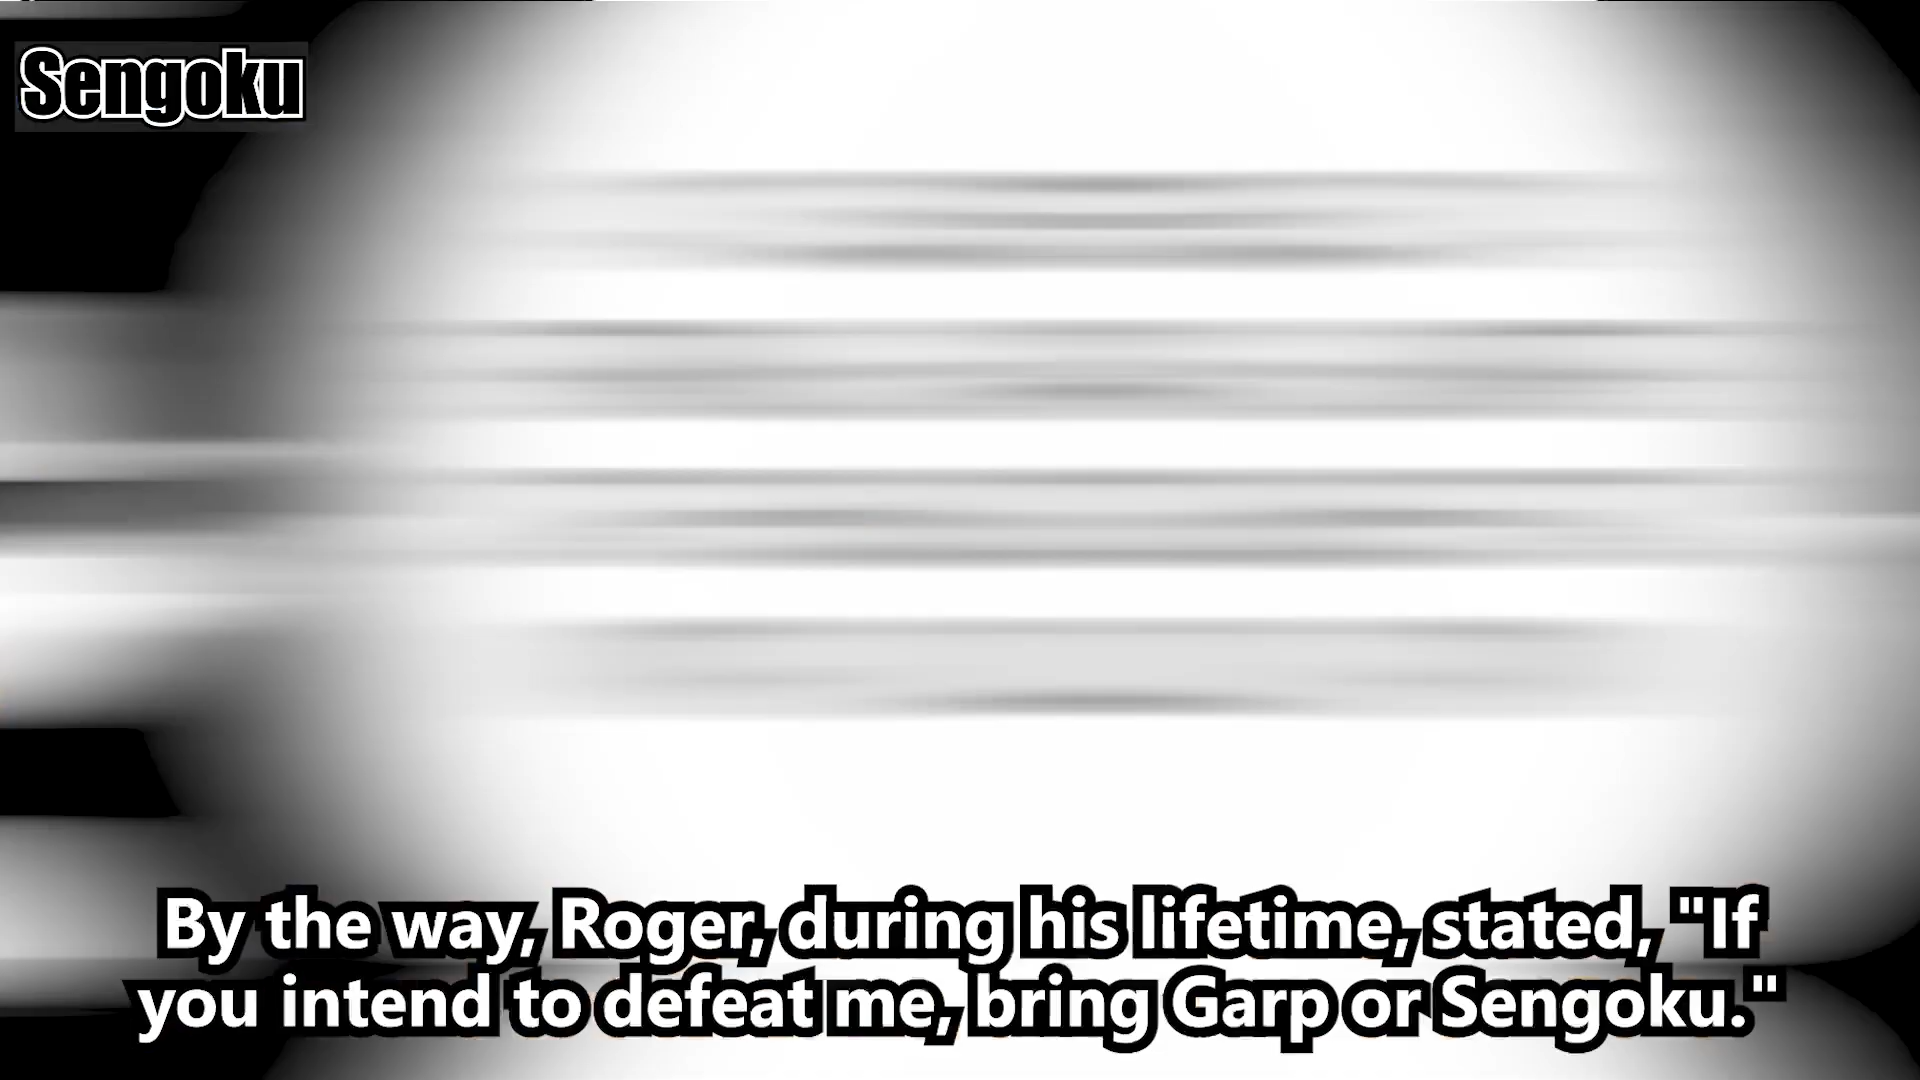 Sengoku
By the way, Roger, during his lifetime, stated, "If
you intend to defeat me, bring Garp or Sengoku."